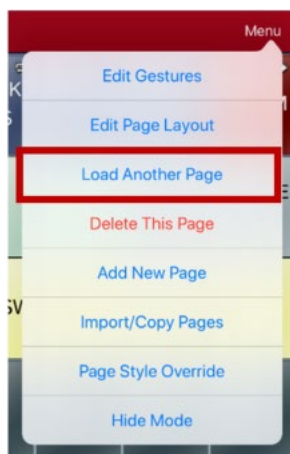 Menu
Edit Gestures
Edit Page Layout
Load Another Page
Delete This Page
Add New Page
Import/Copy Pages
Page Style Override
Hide Mode